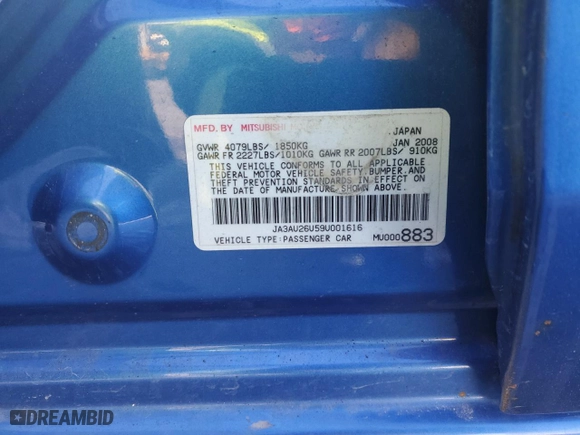 MFD. BY MITSUBISHI JAPAN
GVWR 4079LBS/ 1850KG JAN 2008
GAWR FR 2227LBS/1010KG GAWR RR 2007LBS/ 910KG
THIS VEHICLE CONFORMS TO ALL APPLICABLE
FEDERAL MOTOR VEHICLE SAFETY,BUMPER,AND
THEFT PREVENTION STANDARDS IN EFFECT ON
THE DATE OF MANUFACTURE SHOWN ABOVE.
JA3AU26U59U001616
VEHICLE TYPE:PASSENGER CAR MU000883
DREAMBID